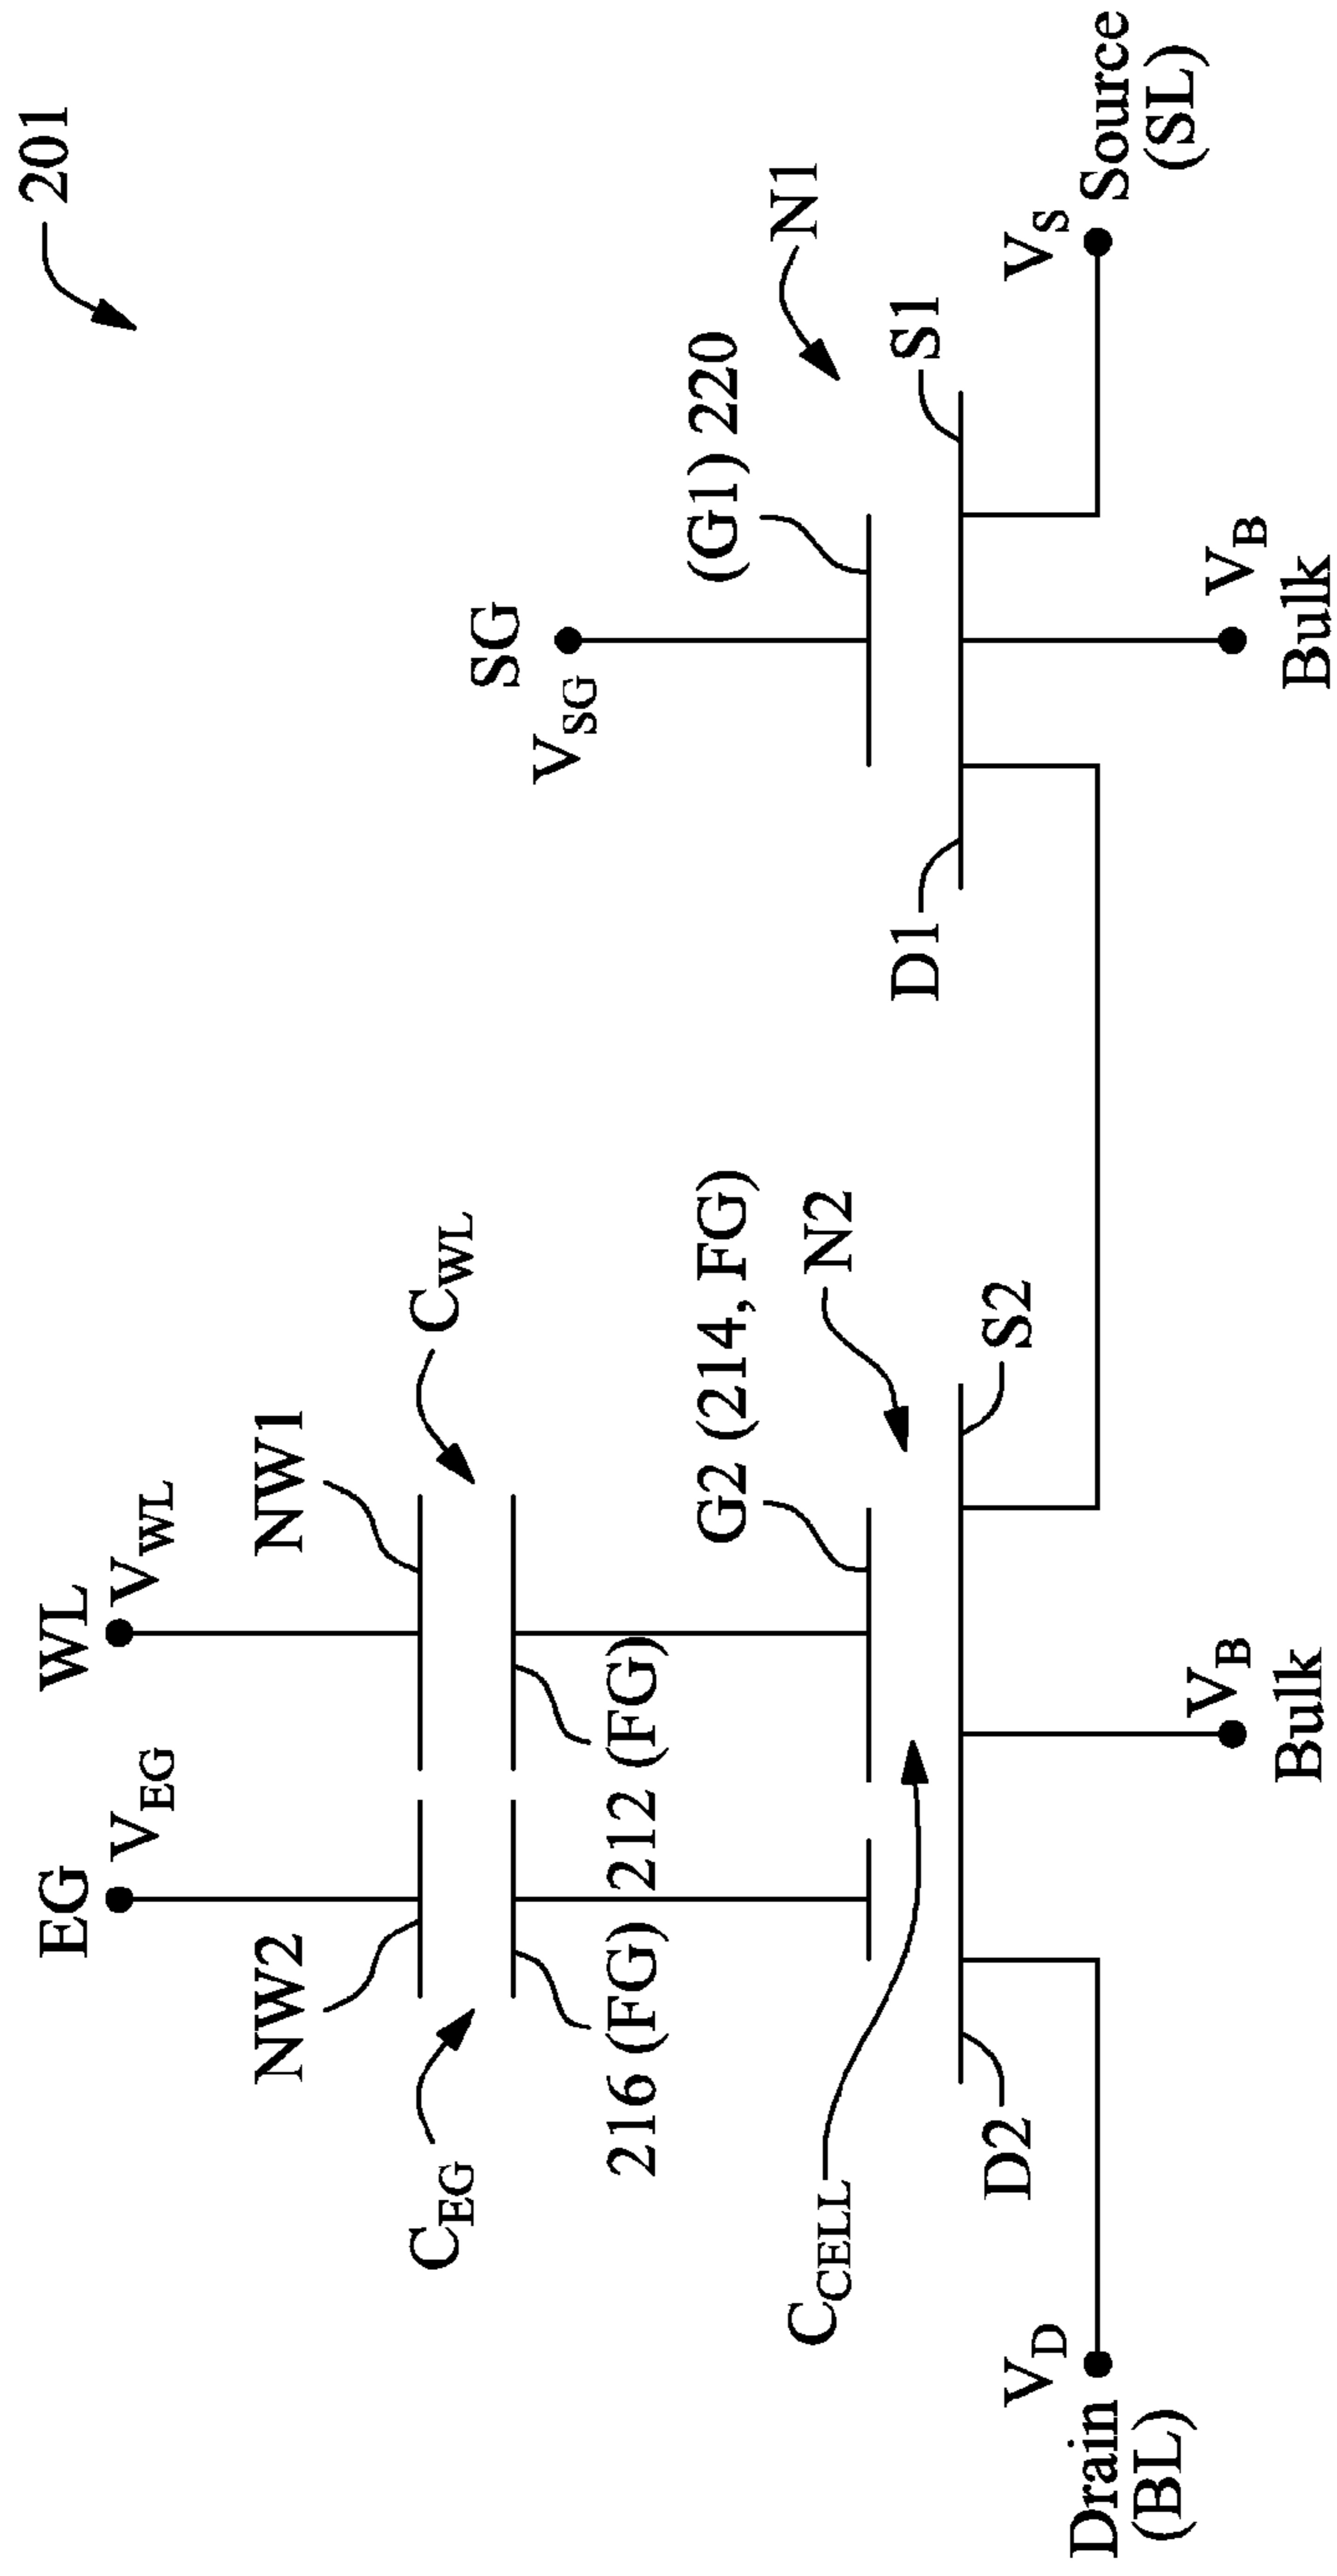 201
EG
V_EG
WL
V_WL
NW2
NW1
C_EG
C_WL
216 (FG)
212 (FG)
SG
V_SG
G2 (214, FG)
(G1) 220
N2
N1
C_CELL
D2
S2
D1
S1
V_D
Drain
(BL)
V_S
Source
(SL)
V_B
Bulk
V_B
Bulk